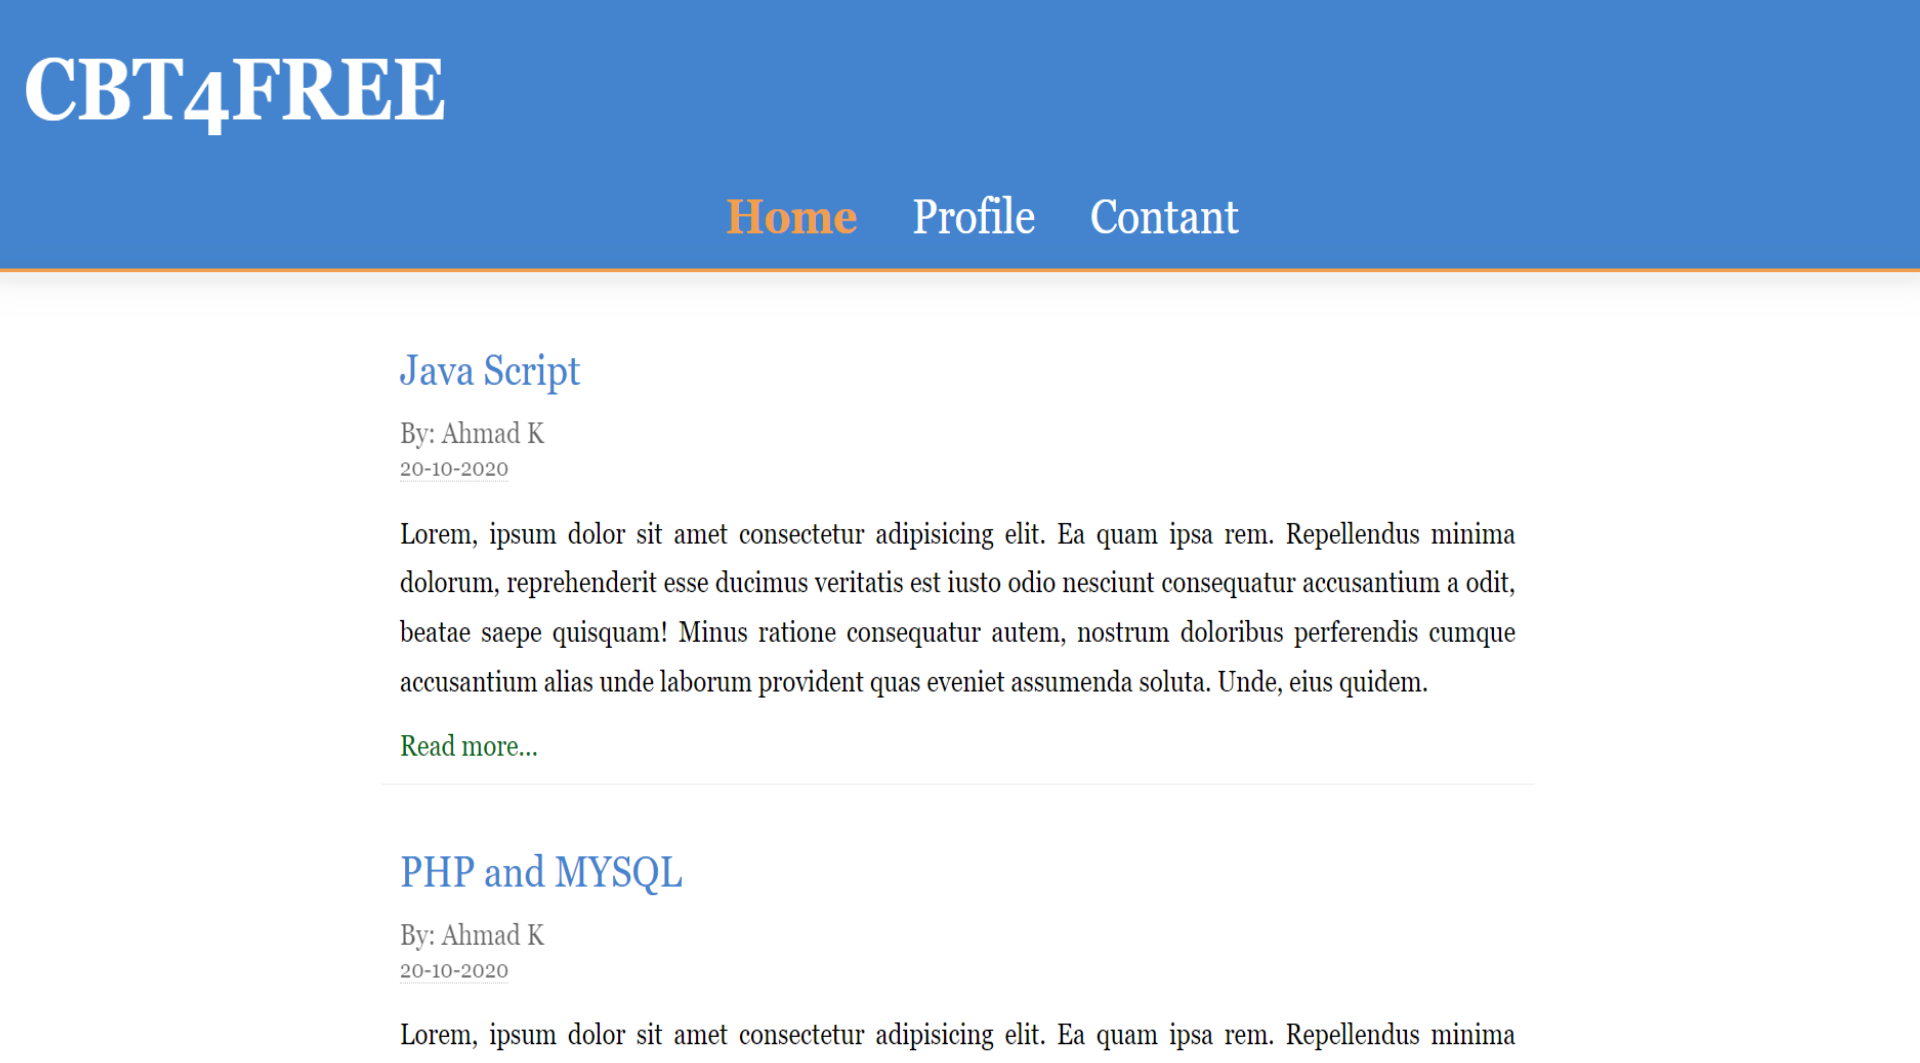 CBT4FREE
Home Profile Contant
Java Script
By: Ahmad K
20-10-2020
Lorem, ipsum dolor sit amet consectetur adipisicing elit. Ea quam ipsa rem. Repellendus minima
dolorum, reprehenderit esse ducimus veritatis est iusto odio nesciunt consequatur accusantium a odit,
beatae saepe quisquam! Minus ratione consequatur autem, nostrum doloribus perferendis cumque
accusantium alias unde laborum provident quas eveniet assumenda soluta. Unde, eius quidem.
Read more...
PHP and MYSQL
By: Ahmad K
20-10-2020
Lorem, ipsum dolor sit amet consectetur adipisicing elit. Ea quam ipsa rem. Repellendus minima